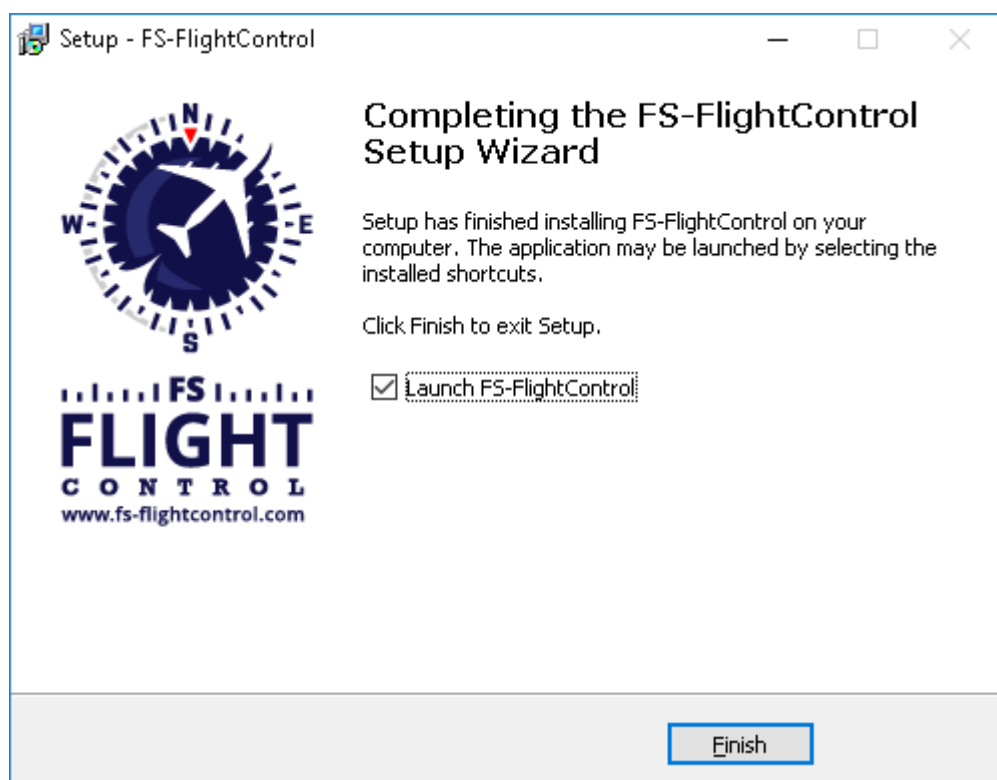 Setup - FS-FlightControl
N
W
E
S
FS
FLIGHT
CONTROL
www.fs-flightcontrol.com
Completing the FS-FlightControl
Setup Wizard
Setup has finished installing FS-FlightControl on your
computer. The application may be launched by selecting the
installed shortcuts.
Click Finish to exit Setup.
Launch FS-FlightControl
Finish